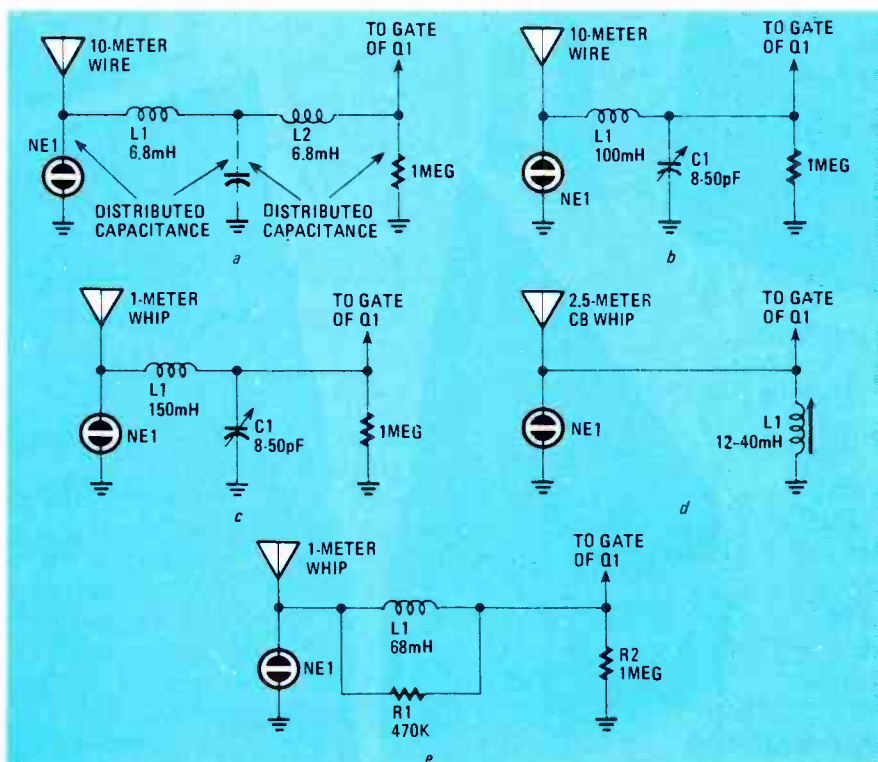 10-METER
WIRE
TO GATE
OF Q1
L1
6.8mH
L2
6.8mH
NE1
1MEG
DISTRIBUTED
CAPACITANCE
DISTRIBUTED
CAPACITANCE
a
10-METER
WIRE
TO GATE
OF Q1
L1
100mH
C1
8-50pF
1MEG
NE1
b
1-METER
WHIP
TO GATE
OF Q1
L1
150mH
NE1
C1
8-50pF
1MEG
c
2.5-METER
CB WHIP
TO GATE
OF Q1
NE1
L1
12-40mH
d
1-METER
WHIP
TO GATE
OF Q1
L1
68mH
NE1
R2
1MEG
R1
470K
e